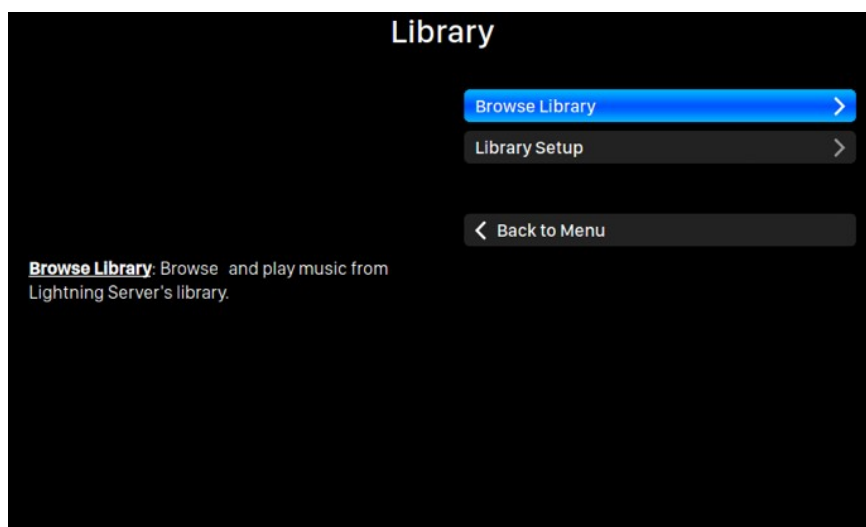 Library
Browse Library
Library Setup
Back to Menu
Browse Library: Browse and play music from
Lightning Server's library.